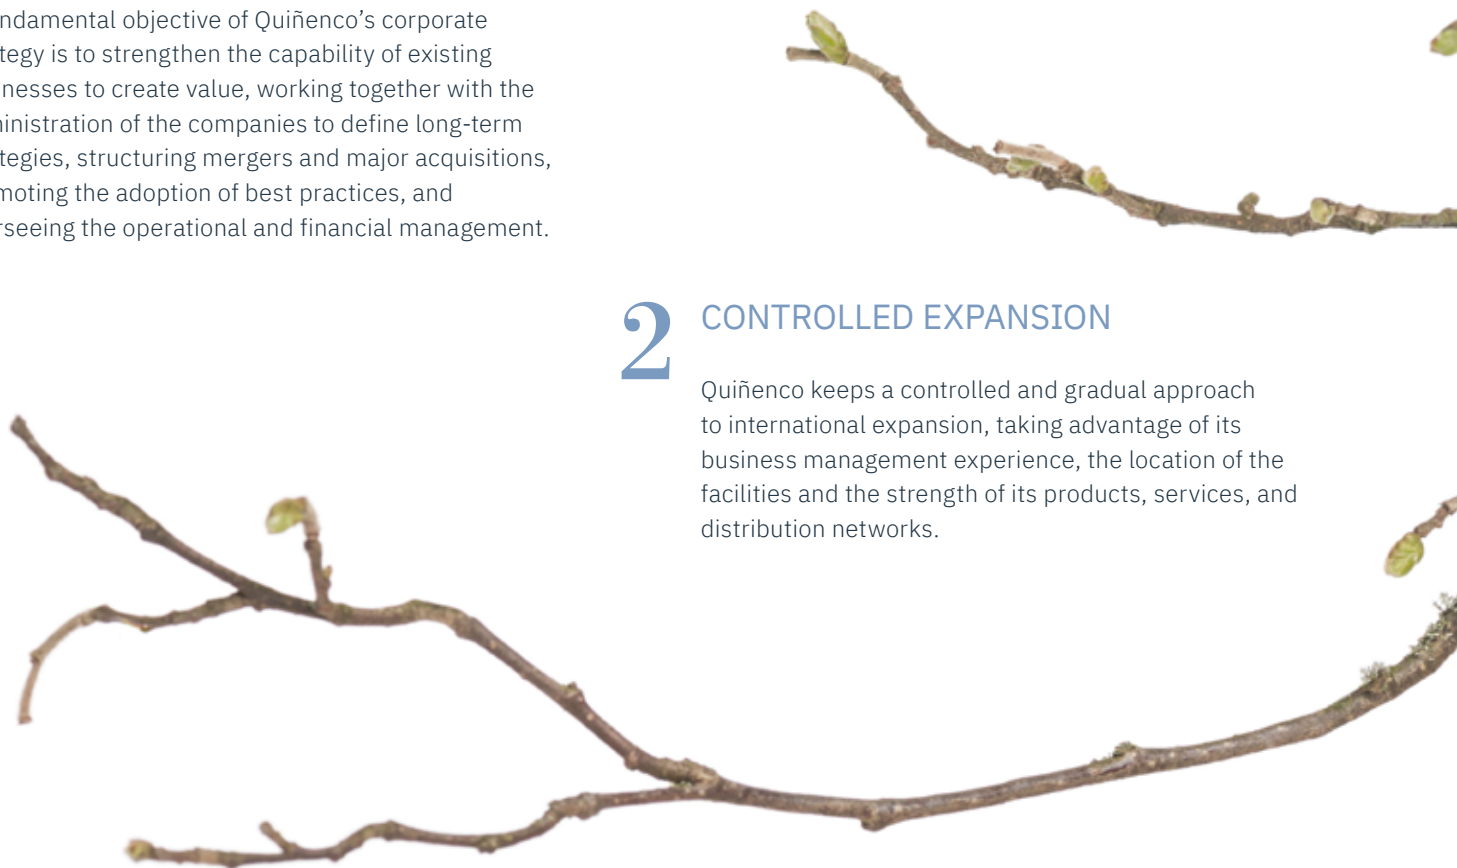 ndamental objective of Quiñenco’s corporate
tegy is to strengthen the capability of existing
nesses to create value, working together with the
inistration of the companies to define long-term
tegies, structuring mergers and major acquisitions,
moting the adoption of best practices, and
rseeing the operational and financial management.
2 CONTROLLED EXPANSION
Quiñenco keeps a controlled and gradual approach
to international expansion, taking advantage of its
business management experience, the location of the
facilities and the strength of its products, services, and
distribution networks.